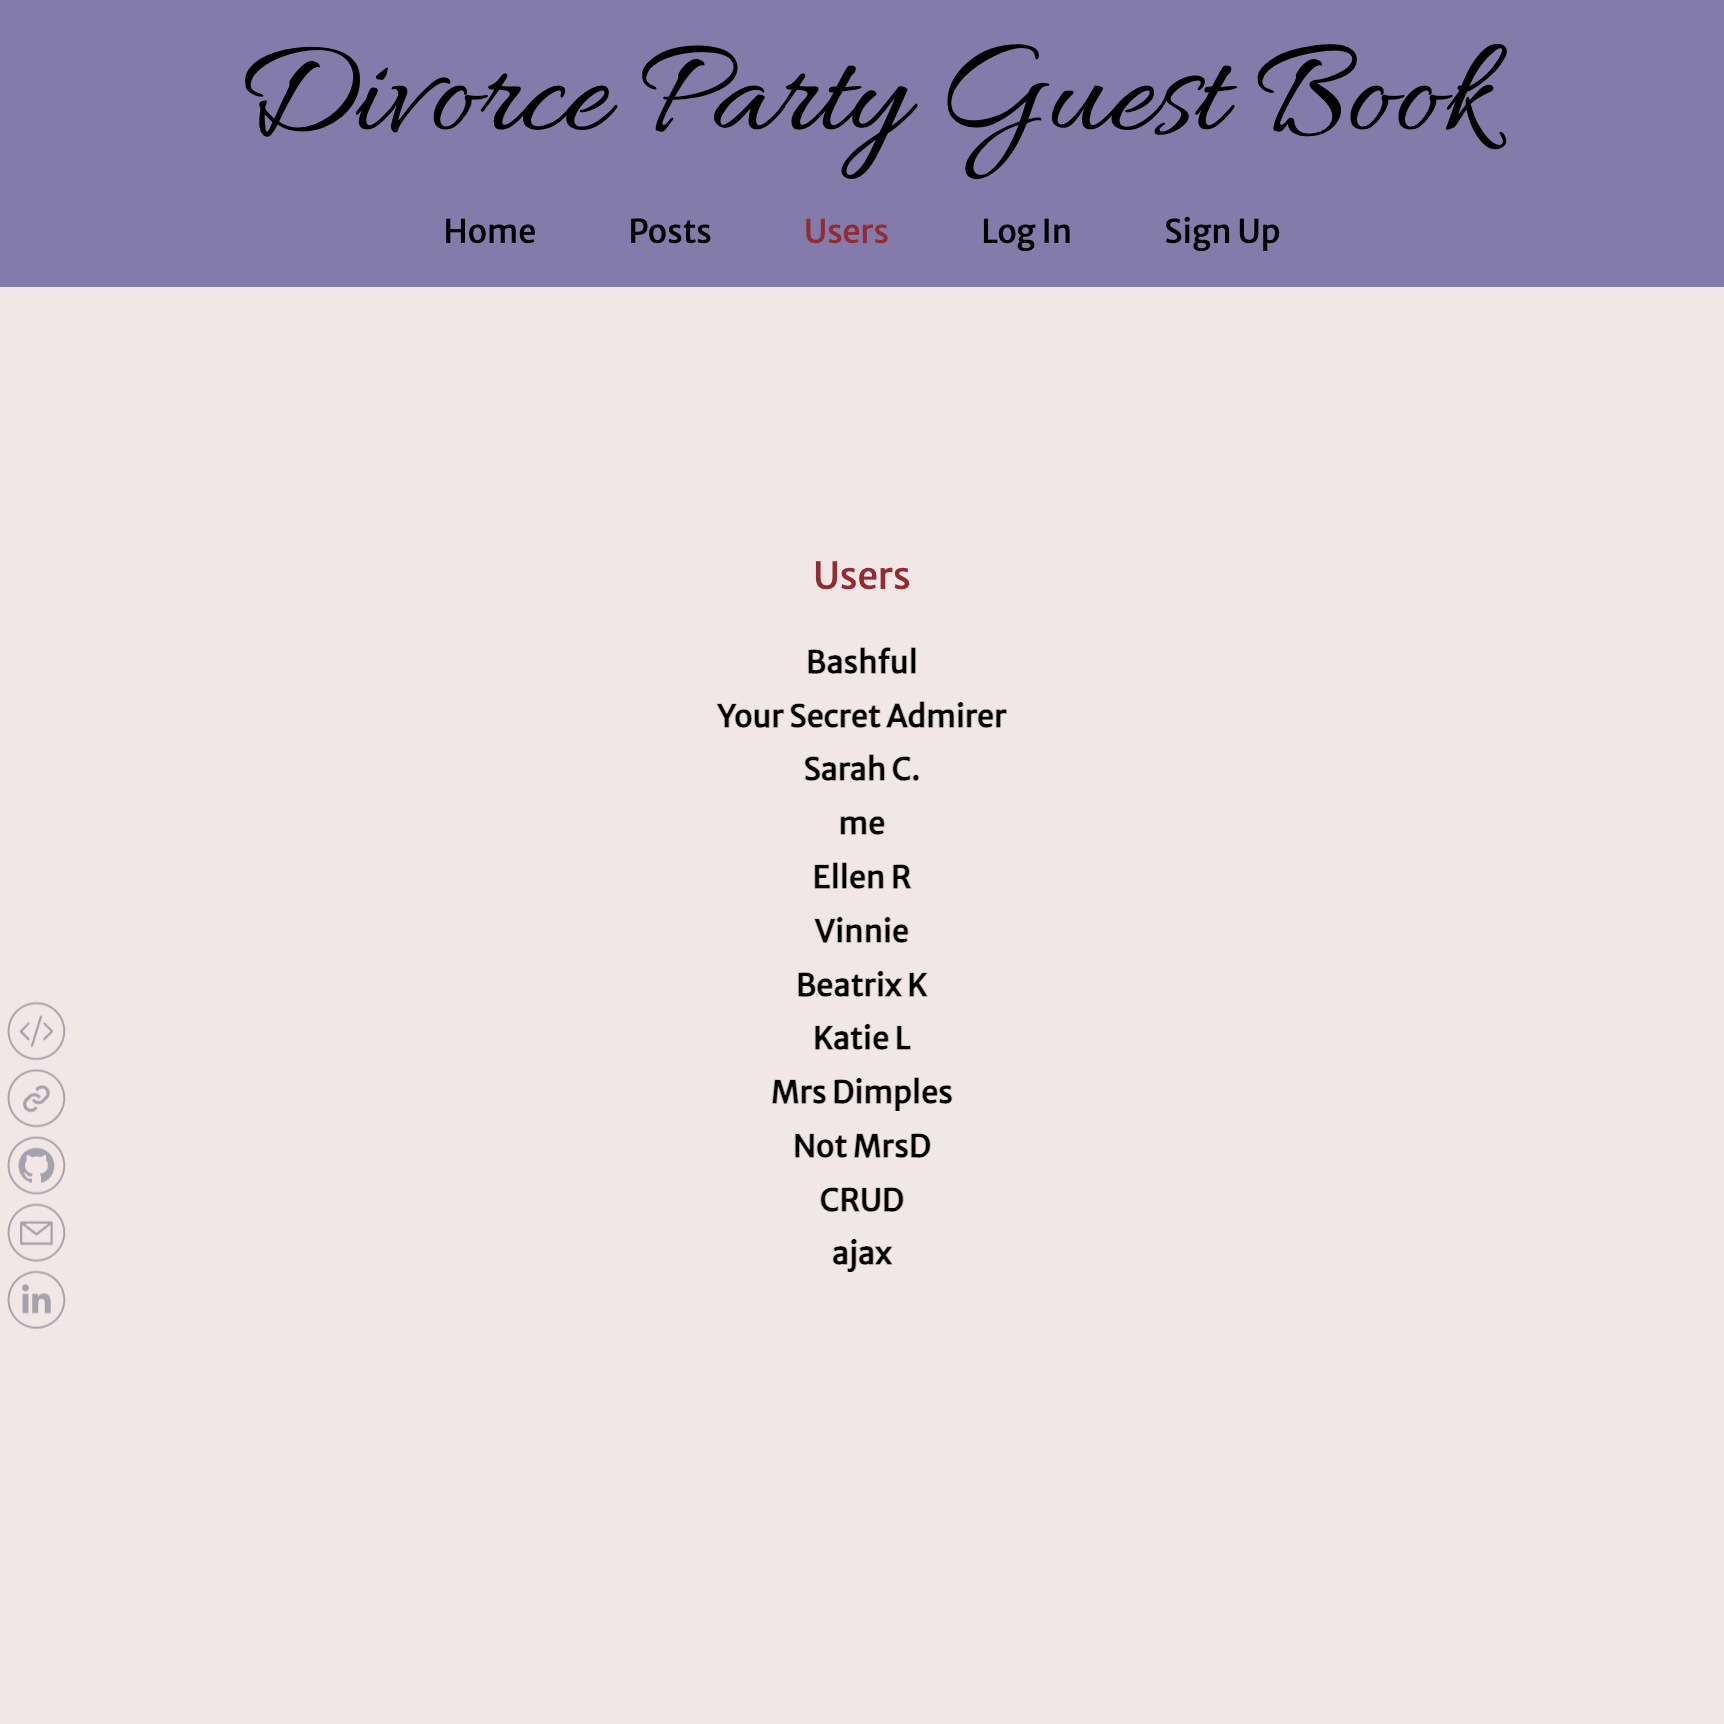 Divorce Party Guest Book
Home Posts Users Log In Sign Up
Users
Bashful
Your Secret Admirer
Sarah C.
me
Ellen R
Vinnie
Beatrix K
Katie L
Mrs Dimples
Not MrsD
CRUD
ajax